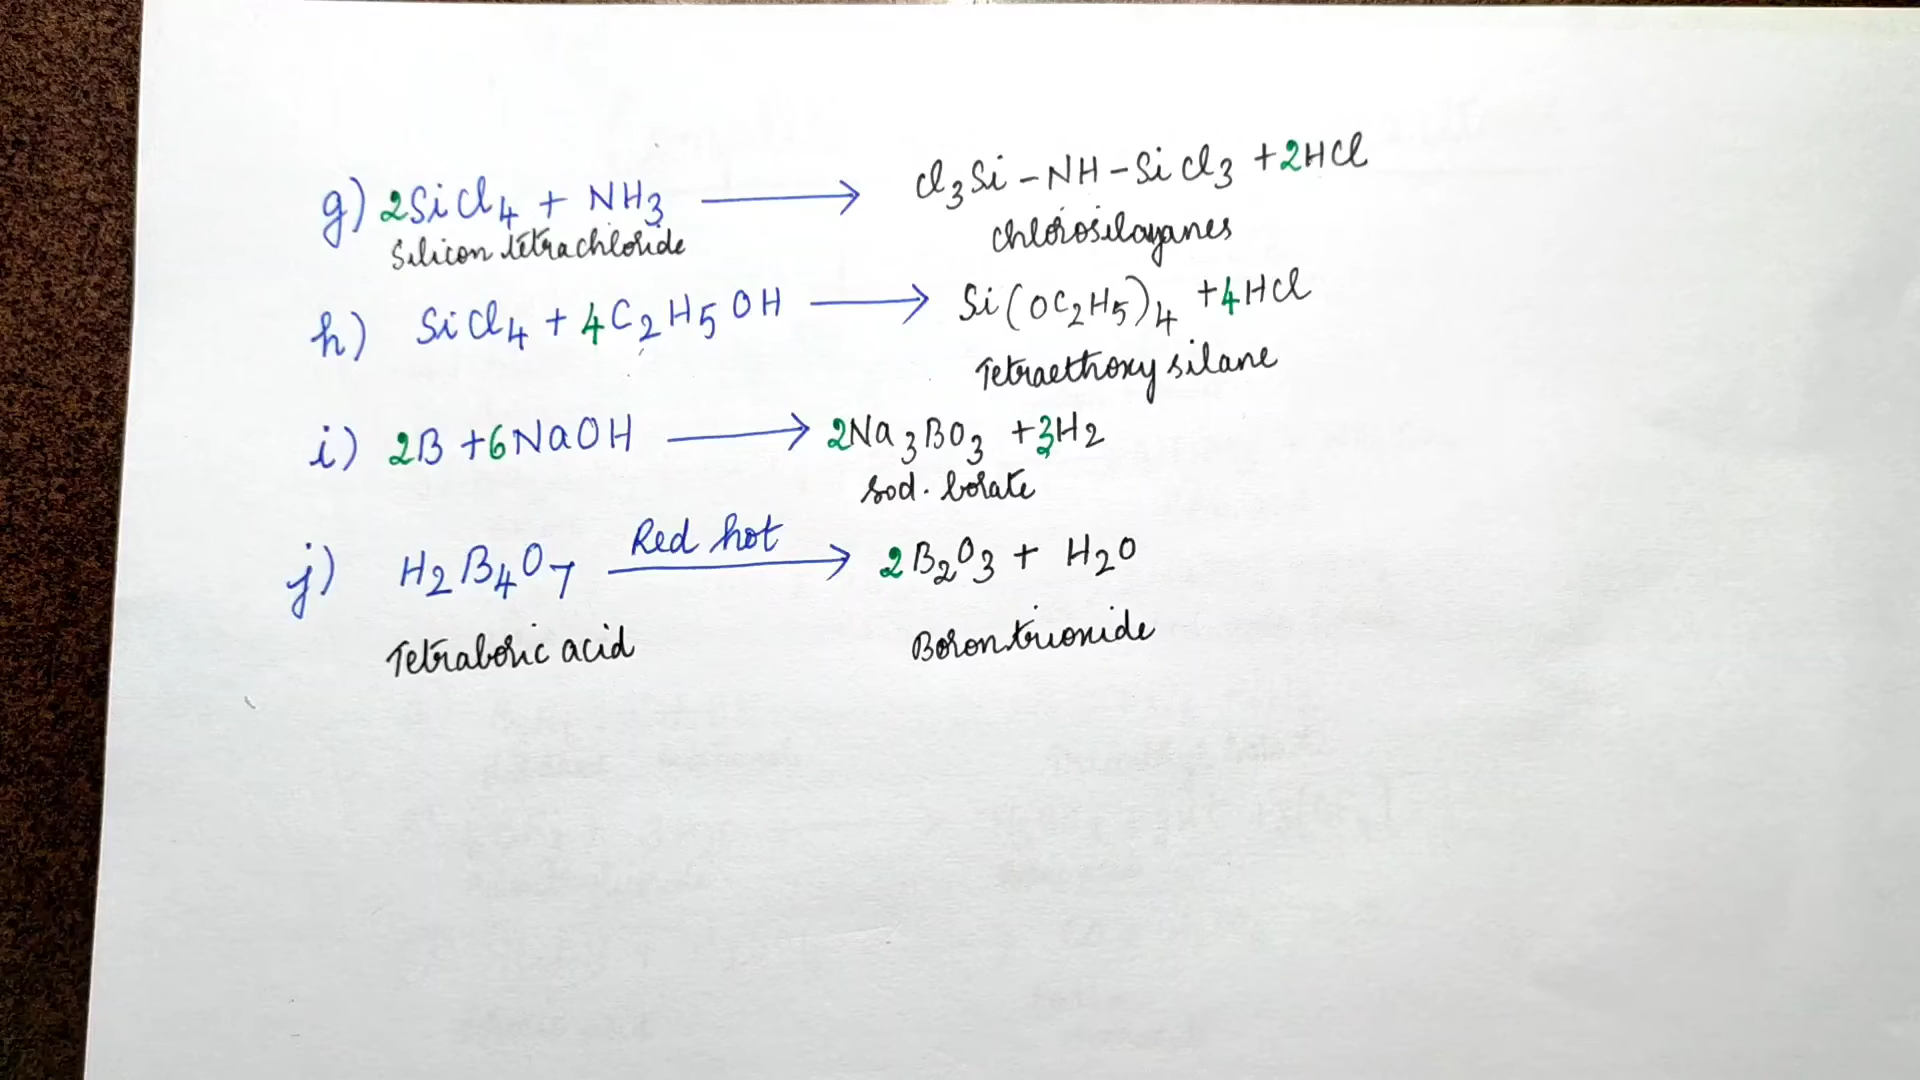 g) 2SiCl4 + NH3 ⟶ Cl3Si-NH-SiCl3 + 2HCl
Silicon tetrachloride chlorosilayanes
h) SiCl4 + 4C2H5OH ⟶ Si(OC2H5)4 + 4HCl
Tetraethoxy silane
i) 2B + 6NaOH ⟶ 2Na3BO3 + 3H2
sod. borate
j) H2B4O7 Red hot ⟶ 2B2O3 + H2O
Tetraboric acid Boron trioxide